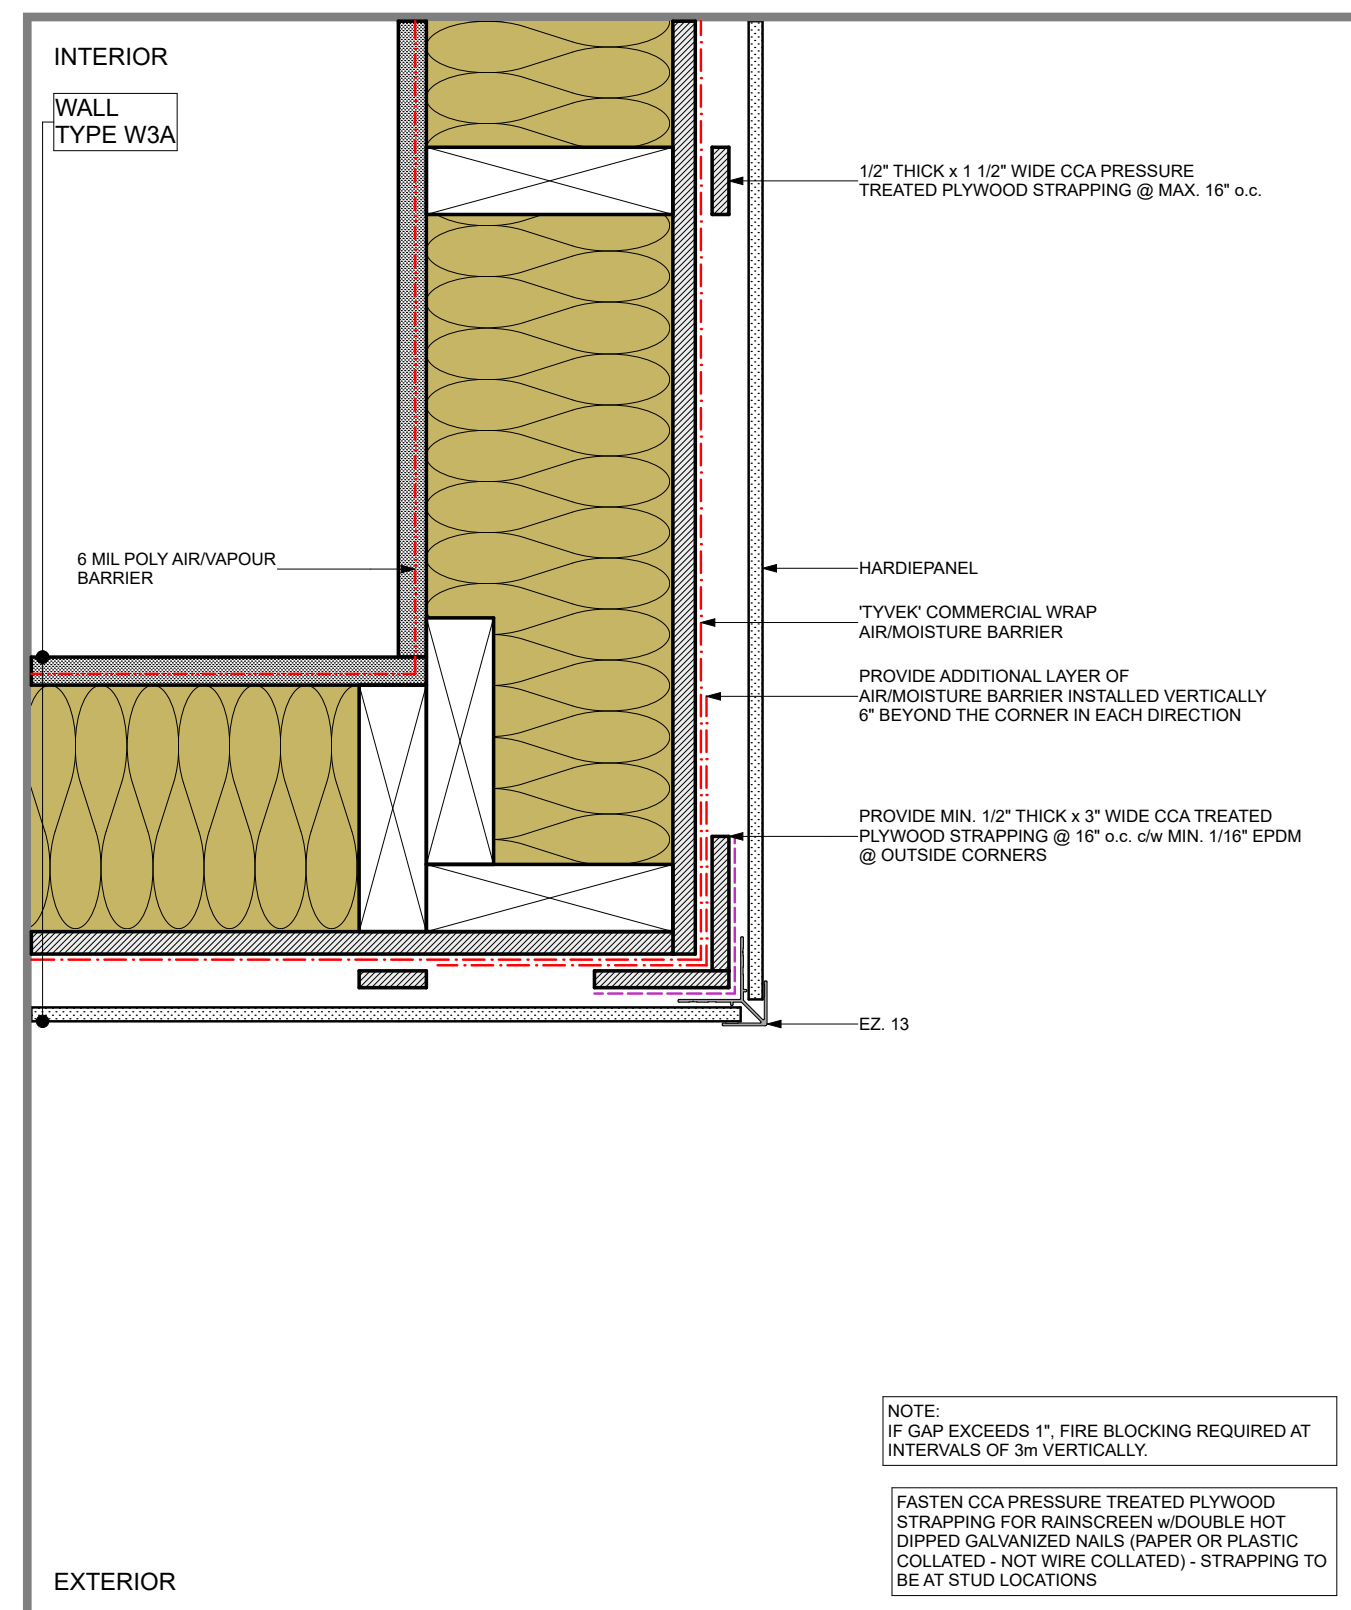 INTERIOR
WALL
TYPE W3A
1/2" THICK x 1 1/2" WIDE CCA PRESSURE
TREATED PLYWOOD STRAPPING @ MAX. 16" o.c.
6 MIL POLY AIR/VAPOUR
BARRIER
HARDIEPANEL
'TYVEK' COMMERCIAL WRAP
AIR/MOISTURE BARRIER
PROVIDE ADDITIONAL LAYER OF
AIR/MOISTURE BARRIER INSTALLED VERTICALLY
6" BEYOND THE CORNER IN EACH DIRECTION
PROVIDE MIN. 1/2" THICK x 3" WIDE CCA TREATED
PLYWOOD STRAPPING @ 16" o.c. c/w MIN. 1/16" EPDM
@ OUTSIDE CORNERS
EZ. 13
NOTE:
IF GAP EXCEEDS 1", FIRE BLOCKING REQUIRED AT
INTERVALS OF 3m VERTICALLY.
FASTEN CCA PRESSURE TREATED PLYWOOD
STRAPPING FOR RAINSCREEN w/DOUBLE HOT
DIPPED GALVANIZED NAILS (PAPER OR PLASTIC
COLLATED - NOT WIRE COLLATED) - STRAPPING TO
BE AT STUD LOCATIONS
EXTERIOR